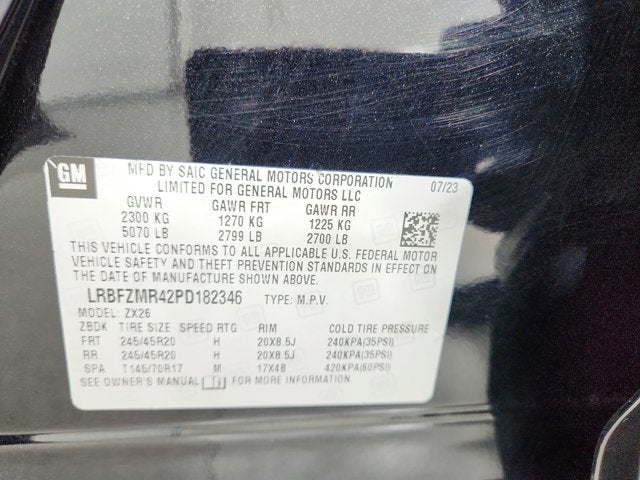 GM
MFD BY SAIC GENERAL MOTORS CORPORATION
LIMITED FOR GENERAL MOTORS LLC
07/23
GVWR GAWR FRT GAWR RR
2300 KG 1270 KG 1225 KG
5070 LB 2799 LB 2700 LB
THIS VEHICLE CONFORMS TO ALL APPLICABLE U.S. FEDERAL MOTOR
VEHICLE SAFETY AND THEFT PREVENTION STANDARDS IN EFFECT ON
THE DATE OF MANUFACTURE SHOWN ABOVE.
LRBFZMR42PD182346 TYPE: M.P.V.
MODEL: ZX26
ZBDK TIRE SIZE SPEED RTG RIM COLD TIRE PRESSURE
FRT 245/45R20 H 20X8.5J 240KPA(35PSI)
RR 245/45R20 H 20X8.5J 240KPA(35PSI)
SPA T145/70R17 M 17X4B 420KPA(60PSI)
SEE OWNER'S MANUAL FOR MORE INFORMATION